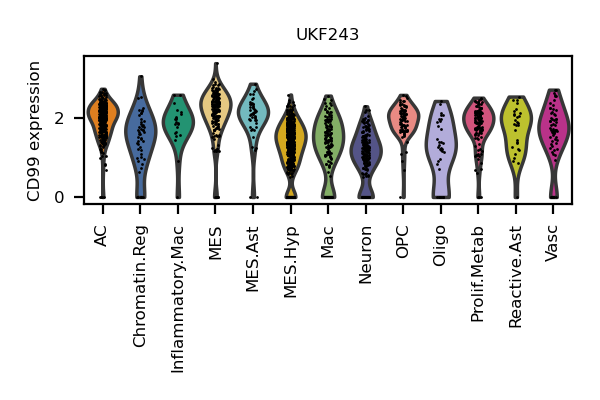 UKF243
CD99 expression
2
0
AC
Chromatin.Reg
Inflammatory.Mac
MES
MES.Ast
MES.Hyp
Mac
Neuron
OPC
Oligo
Prolif.Metab
Reactive.Ast
Vasc